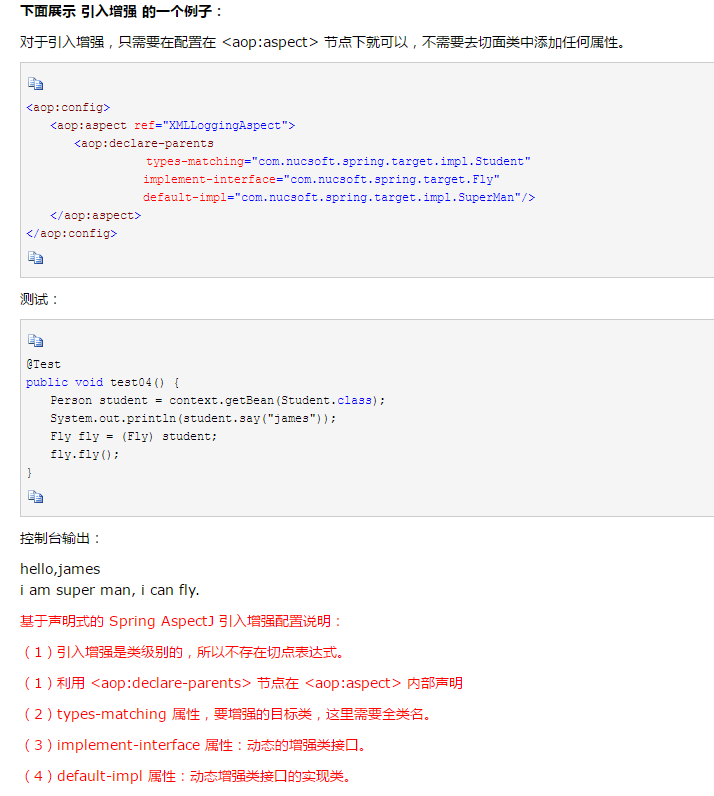 下面展示 引入增强 的一个例子：
对于引入增强，只需要在配置在 <aop:aspect> 节点下就可以，不需要去切面类中添加任何属性。
<aop:config>
<aop:aspect ref="XMLLoggingAspect">
<aop:declare-parents
types-matching="com.nucsoft.spring.target.impl.Student"
implement-interface="com.nucsoft.spring.target.Fly"
default-impl="com.nucsoft.spring.target.impl.SuperMan"/>
</aop:aspect>
</aop:config>
测试：
@Test
public void test04() {
Person student = context.getBean(Student.class);
System.out.println(student.say("james"));
Fly fly = (Fly) student;
fly.fly();
}
控制台输出：
hello,james
i am super man, i can fly.
基于声明式的 Spring AspectJ 引入增强配置说明：
（1）引入增强是类级别的，所以不存在切点表达式。
（1）利用 <aop:declare-parents> 节点在 <aop:aspect> 内部声明
（2）types-matching 属性，要增强的目标类，这里需要全类名。
（3）implement-interface 属性：动态的增强类接口。
（4）default-impl 属性：动态增强类接口的实现类。